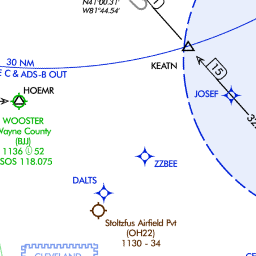 N41°00.31'
W81°44.54'
30 NM
E C & ADS-B OUT
KEATN
15
HOEMR
JOSEF
WOOSTER
Wayne County
(BJJ)
1136 Ⓛ 52
SOS 118.075
ZZBEE
DALTS
Stoltzfus Airfield Pvt
(OH22)
1130 - 34
CLEVELAND